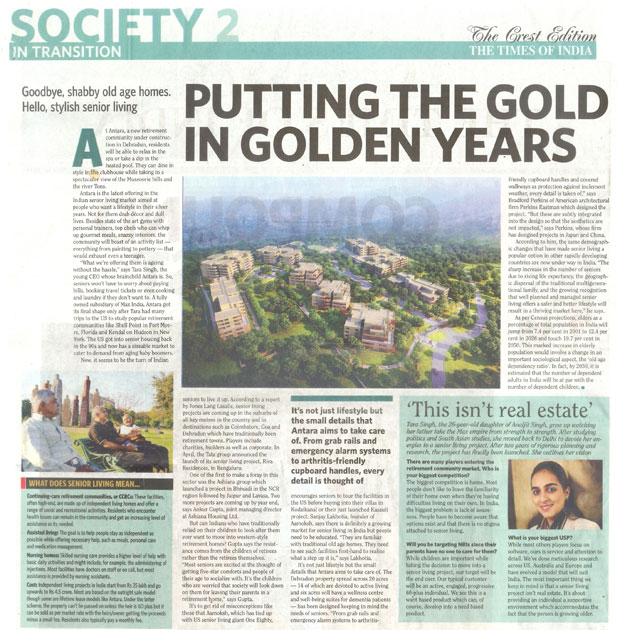 SOCIETY 2
IN TRANSITION
The Crest Edition
THE TIMES OF INDIA
Goodbye, shabby old age homes.
Hello, stylish senior living
PUTTING THE GOLD
IN GOLDEN YEARS
At Antara, a new retirement
community under construc-
tion in Dehradun, residents
will be able to relax in the
spa or take a dip in the
heated pool. They can dine in
style in the clubhouse while taking in a
spectacular view of the Mussoorie hills and
the river Tons.
Antara is the latest offering in the
Indian senior living market aimed at
people who want a lifestyle in their silver
years. Not for them drab décor and dull
lives. Besides state of the art gyms with
personal trainers, top chefs who can whip
up gourmet meals, snazzy interiors, the
community will boast of an activity list —
everything from painting to pottery — that
would exhaust even a teenager.
"What we're offering them is ageing
without the hassle," says Tara Singh, the
young CEO whose brainchild Antara is. So,
seniors won't have to worry about paying
bills, booking travel tickets or even cooking
and laundry if they don't want to. A fully
owned subsidiary of Max India, Antara got
its final shape only after Tara had many
trips to the US to study popular retirement
communities like Shell Point in Fort Myers,
Florida and Kendal on Hudson in New
York. The US got into senior housing back
in the 90s and now has a sizeable market to
cater to demand from aging baby boomers.
Now, it seems to be the turn of Indian
seniors to live it up. According to a report
by Jones Lang Lasalle, senior living
projects are coming up in the suburbs of
all key metros in the country and in
destinations such as Coimbatore, Goa and
Dehradun which have traditionally been
retirement towns. Players include
charities, builders as well as corporate. In
April, the Tata group announced the
launch of its senior living project, Riva
Residences, in Bengaluru.
One of the first to make a foray in this
sector was the Ashiana group which
launched a project in Bhiwadi in the NCR
region followed by Jaipur and Lavasa. Two
more projects are coming up by year end,
says Ankur Gupta, joint managing director
at Ashiana Housing Ltd.
But can Indians who have traditionally
relied on their children to look after them
ever want to move into western-style
retirement homes? Gupta says the resist-
ance comes from the children of retirees
rather than the retirees themselves.
"Most seniors are excited at the thought of
getting five-star comforts and people of
their age to socialise with. It's the children
who are worried that society will look down
on them for leaving their parents in a
retirement home," says Gupta.
It's to get rid of misconceptions like
these that Aamoksh, which has tied up
with US senior living giant One Eighty,
It's not just lifestyle but
the small details that
Antara aims to take care
of. From grab rails and
emergency alarm systems
to arthritis-friendly
cupboard handles, every
detail is thought of
encourages seniors to tour the facilities in
the US before buying into their villas in
Kodaikanal or their just launched Kasauli
project. Sanjay Lakhotia, founder of
Aamoksh, says there is definitely a growing
market for senior living in India but people
need to be educated. "They are familiar
with traditional old age homes. They need
to see such facilities first-hand to realise
what a step up it is," says Lakhotia.
It's not just lifestyle but the small
details that Antara aims to take care of. The
Dehradun property spread across 20 acres
— 14 of which are devoted to active living
and six acres will have a wellness centre
and well-being suites for dementia patients
— has been designed keeping in mind the
needs of seniors. "From grab rails and
emergency alarm systems to arthritis-
friendly cupboard handles and covered
walkways as protection against inclement
weather, every detail is taken of," says
Bradford Perkins of American architectural
firm Perkins Eastman which designed the
project. "But these are subtly integrated
into the design so that the aesthetics are
not impacted," says Perkins, whose firm
has designed projects in Japan and China.
According to him, the same demograph-
ic changes that have made senior living a
popular option in other rapidly developing
countries are now under way in India. "The
sharp increase in the number of seniors
due to rising life expectancy, the geograph-
ic dispersal of the traditional multigenera-
tional family, and the growing recognition
that well planned and managed senior
living offers a safer and better lifestyle will
result in a thriving market here," he says.
As per Census projections, elders as a
percentage of total population in India will
jump from 7.4 per cent in 2001 to 12.4 per
cent in 2026 and touch 19.7 per cent in
2050. This marked increase in elderly
population would involve a change in an
important sociological aspect, the 'old age
dependency ratio'. In fact, by 2050, it is
estimated that the number of dependent
adults in India will be at par with the
number of dependent children.
WHAT DOES SENIOR LIVING MEAN...
Continuing-care retirement communities, or CCRCs: These facilities,
often high-end, are made up of independent living homes and offer a
range of social and recreational activities. Residents who encounter
health issues can remain in the community and get an increasing level of
assistance as its needed.
Assisted living: The goal is to help people stay as independent as
possible while offering necessary help, such as meals, personal care
and medication management.
Nursing homes: Skilled nursing care provides a higher level of help with
basic daily activities and might include, for example, the administering of
injections. Most facilities have doctors on staff or on call, but most
assistance is provided by nursing assistants.
Costs: Independent living projects in India start from Rs 25 lakh and go
upwards to Rs 4.5 crore. Most are based on the outright sale model
though some are lifelong lease models like Antara. Under the latter
scheme, the property can't be passed on unless the heir is 60 plus but it
can be sold as per market rate with the heir/owner getting the proceeds
minus a small fee. Residents also typically pay a monthly fee.
'This isn't real estate'
Tara Singh, the 26-year-old daughter of Analjit Singh, grew up watching
her father take the Max empire from strength to strength. After studying
politics and South Asian studies, she moved back to Delhi to devote her en-
ergies to a senior living project. After two years of rigorous planning and
research, the project has finally been launched. She outlines her vision
There are many players entering the
retirement community market. Who is
your biggest competition?
The biggest competition is home. Most
people don't like to leave the familiarity
of their home even when they're having
difficulties living on their own. In India,
the biggest problem is lack of aware-
ness. People have to become aware that
options exist and that there is no stigma
attached to senior living.
Will you be targeting NRIs since their
parents have no one to care for them?
While children are important while
taking the decision to move into a
senior living project, our target will be
the end user. Our typical customer
will be an active, engaged, progressive
60-plus individual. We see this is a
want based product which can, of
course, develop into a need based
product.
What is your biggest USP?
While most others players focus on
software, ours is service and attention to
detail. We've done meticulous research
across US, Australia and Europe and
have evolved a model that will suit
India. The most important thing we
keep in mind is that a senior living
project isn't real estate. It's about
providing an individual a supportive
environment which accommodates the
fact that the person is growing older.